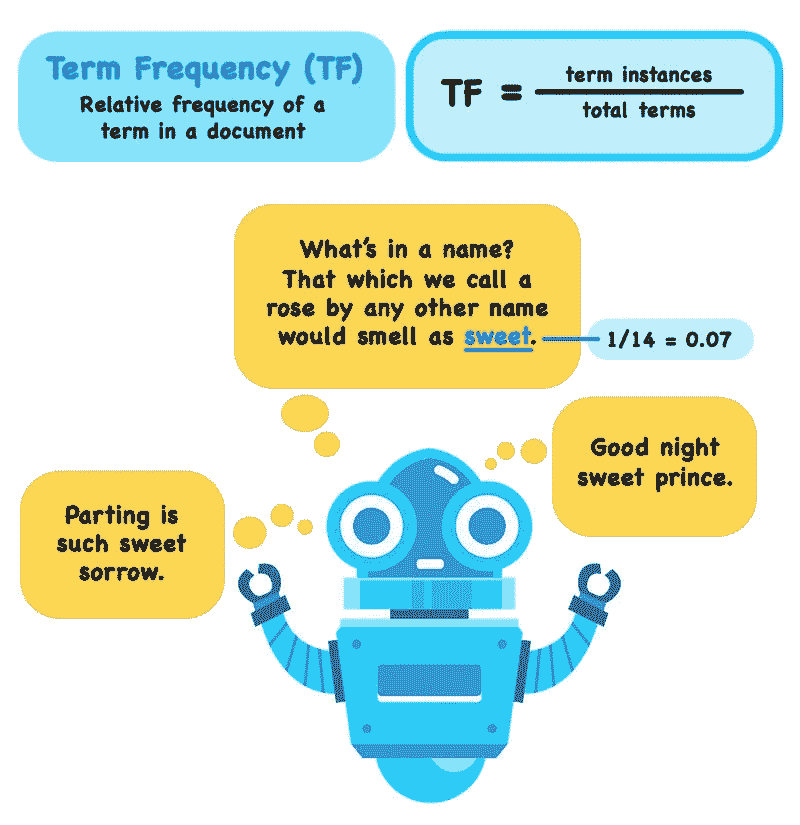 Term Frequency (TF)
Relative frequency of a
term in a document
TF = term instances
total terms
What's in a name?
That which we call a
rose by any other name
would smell as sweet.
1/14 = 0.07
Good night
sweet prince.
Parting is
such sweet
sorrow.